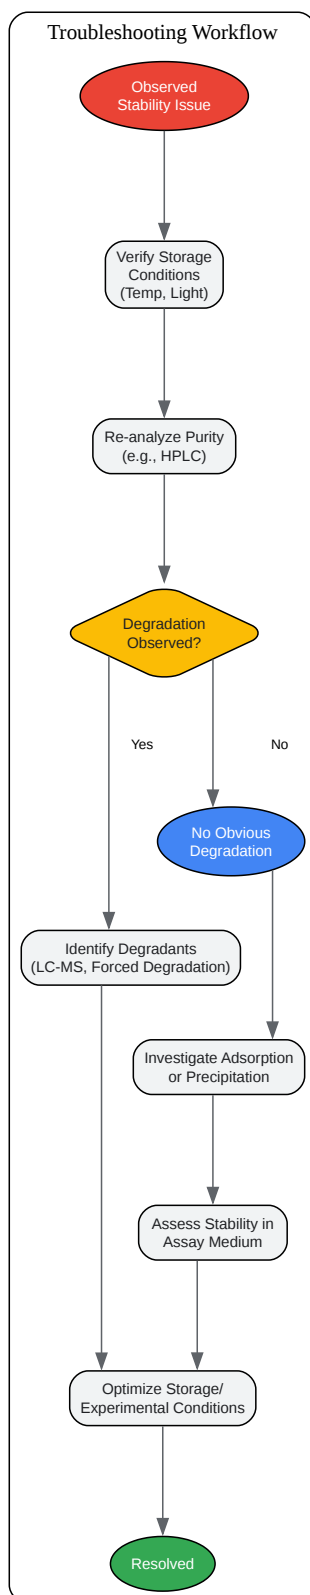 Troubleshooting Workflow
Observed
Stability Issue
Verify Storage
Conditions
(Temp, Light)
Re-analyze Purity
(e.g., HPLC)
Degradation
Observed?
Yes
No
No Obvious
Degradation
Identify Degradants
(LC-MS, Forced Degradation)
Investigate Adsorption
or Precipitation
Assess Stability in
Assay Medium
Optimize Storage/
Experimental Conditions
Resolved